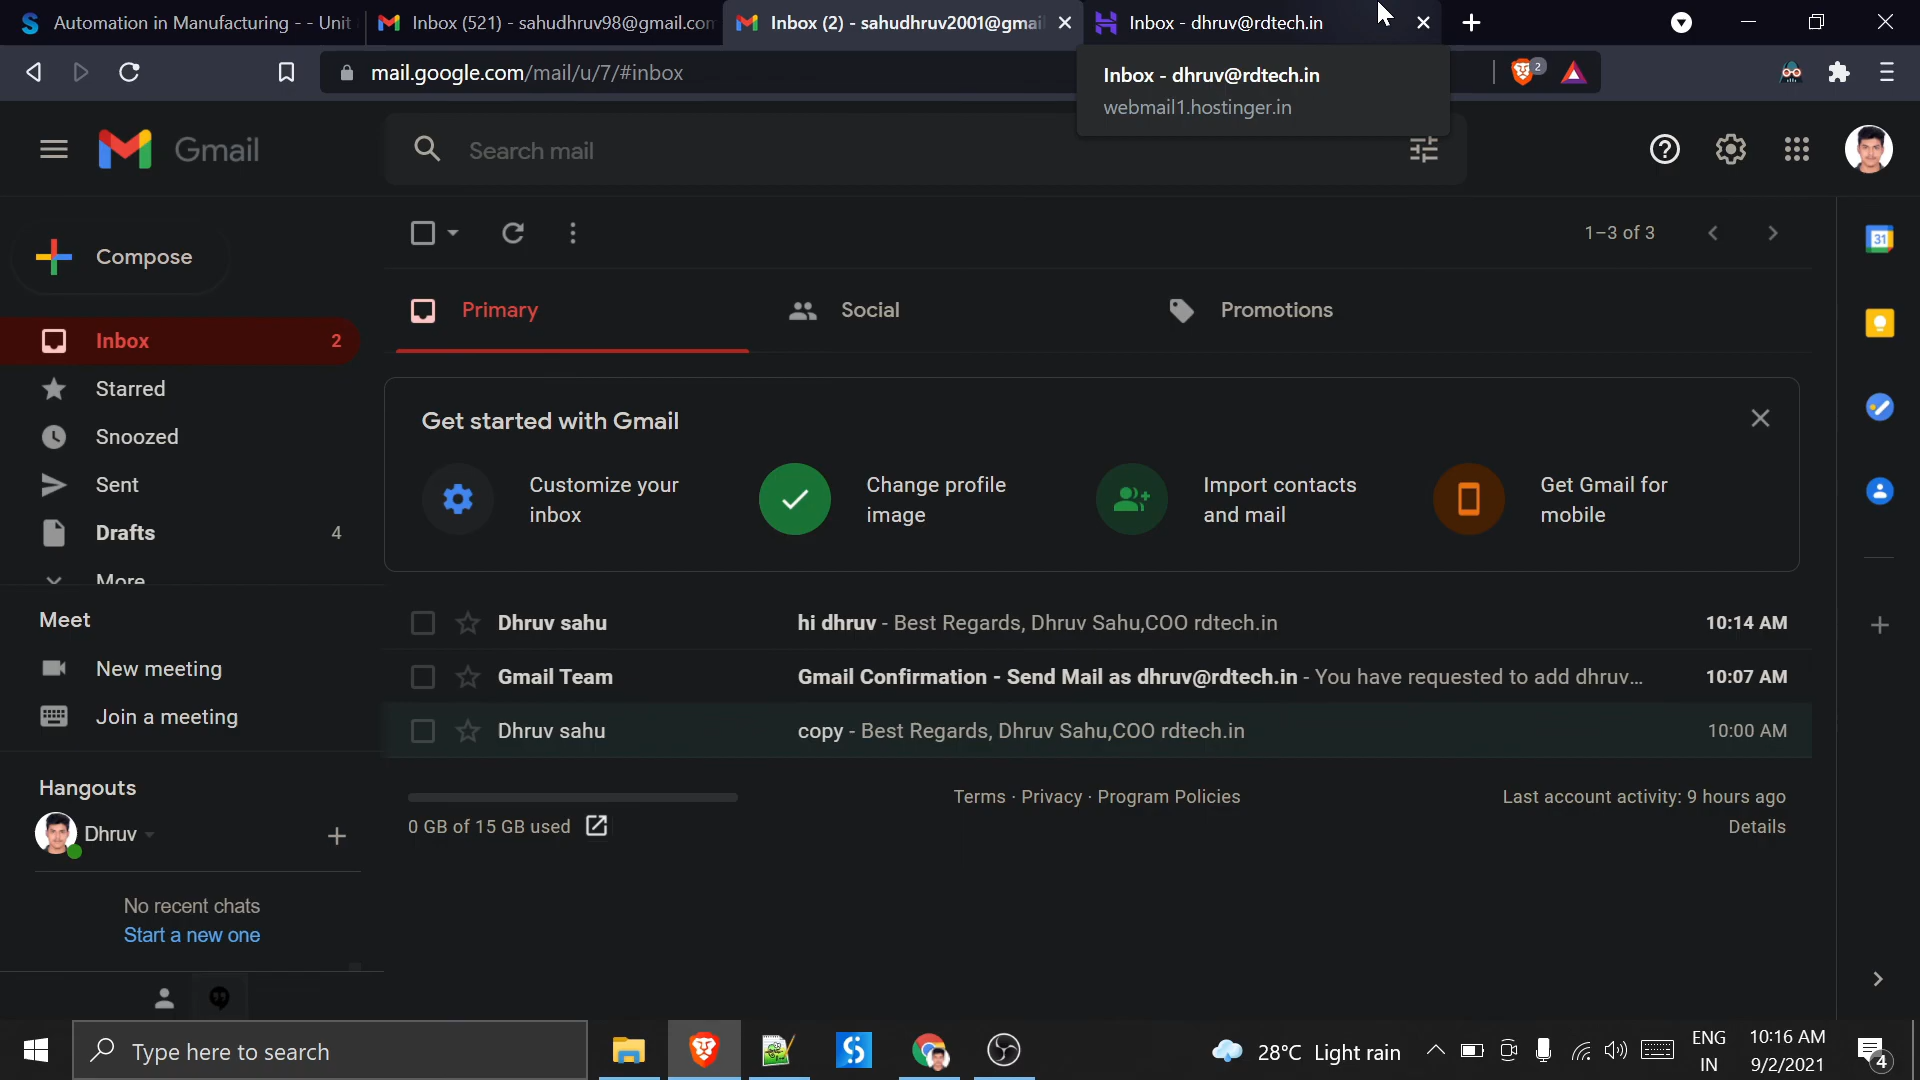 Automation in Manufacturing - - Unit
Inbox (521) - sahudhruv98@gmail.com
Inbox (2) - sahudhruv2001@gmai
Inbox - dhruv@rdtech.in
mail.google.com/mail/u/7/#inbox
Inbox - dhruv@rdtech.in
webmail1.hostinger.in
2
Gmail
Search mail
Compose
1–3 of 3
31
Primary
Social
Promotions
Inbox 2
Starred
Snoozed
Sent
Drafts 4
More
Get started with Gmail
Customize your inbox
Change profile image
Import contacts and mail
Get Gmail for mobile
Meet
New meeting
Join a meeting
Dhruv sahu hi dhruv - Best Regards, Dhruv Sahu,COO rdtech.in 10:14 AM
Gmail Team Gmail Confirmation - Send Mail as dhruv@rdtech.in - You have requested to add dhruv... 10:07 AM
Dhruv sahu copy - Best Regards, Dhruv Sahu,COO rdtech.in 10:00 AM
Hangouts
Dhruv
Terms · Privacy · Program Policies
Last account activity: 9 hours ago
0 GB of 15 GB used
Details
No recent chats
Start a new one
Type here to search
28°C Light rain
ENG
IN
10:16 AM
9/2/2021
4